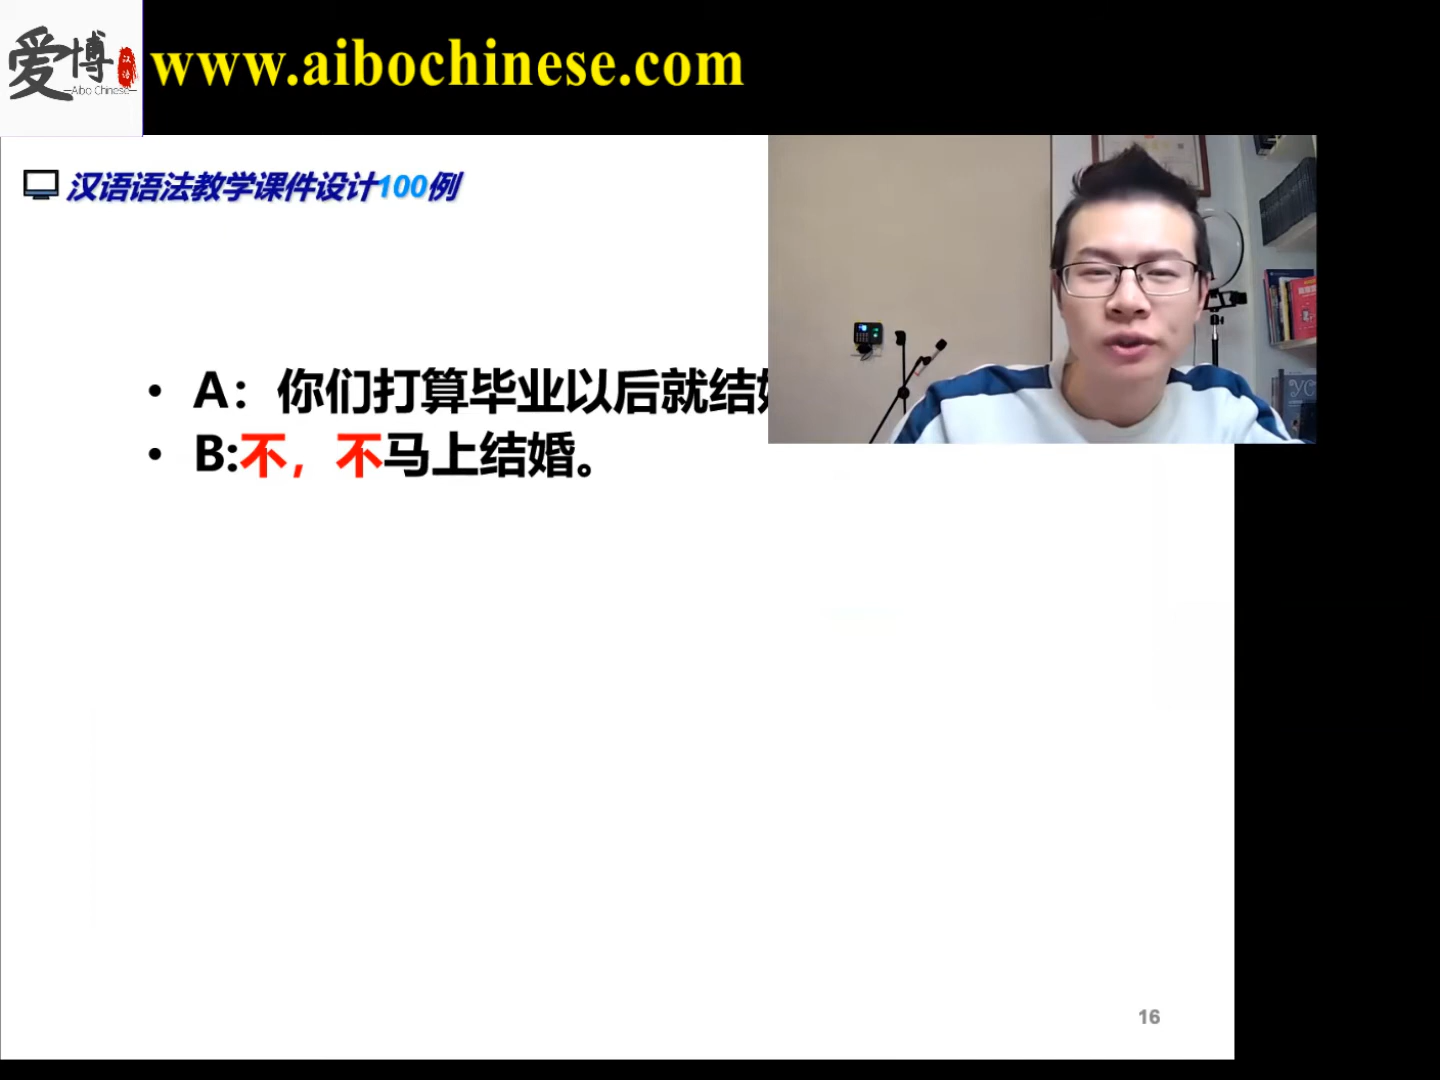 爱博
汉语
Aibo Chinese
www.aibochinese.com
汉语语法教学课件设计100例
• A：你们打算毕业以后就结
• B:不，不马上结婚。
16